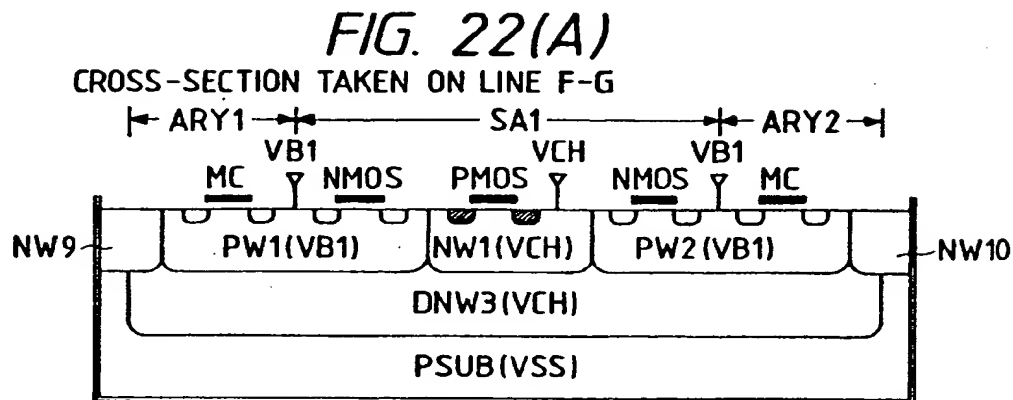 FIG. 22(A)
CROSS-SECTION TAKEN ON LINE F-G
ARY1 SA1 ARY2
VB1 VCH VB1
MC NMOS PMOS NMOS MC
NW9 PW1(VB1) NW1(VCH) PW2(VB1) NW10
DNW3(VCH)
PSUB(VSS)